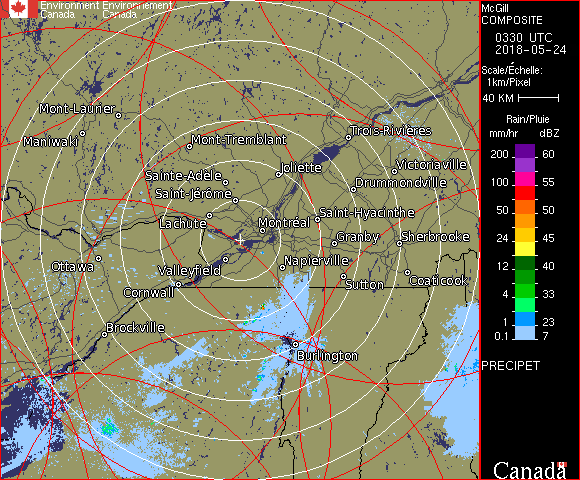 Environment Environnement
Canada Canada
Mont-Laurier
Maniwaki
Mont-Tremblant
Trois-Rivières
Sainte-Adèle
Joliette
Victoriaville
Saint-Jérôme
Drummondville
Lachute
Montréal
Saint-Hyacinthe
Ottawa
Valleyfield
Granby
Sherbrooke
Napierville
Cornwall
Sutton
Coaticook
Brockville
Burlington
McGill
COMPOSITE
0330 UTC
2018-05-24
Scale/Échelle:
1km/Pixel
40 KM
Rain/Pluie
mm/hr dBZ
200 60
100 55
50 50
24 45
12 40
4 33
1 23
0.1 7
PRECIPET
Canada